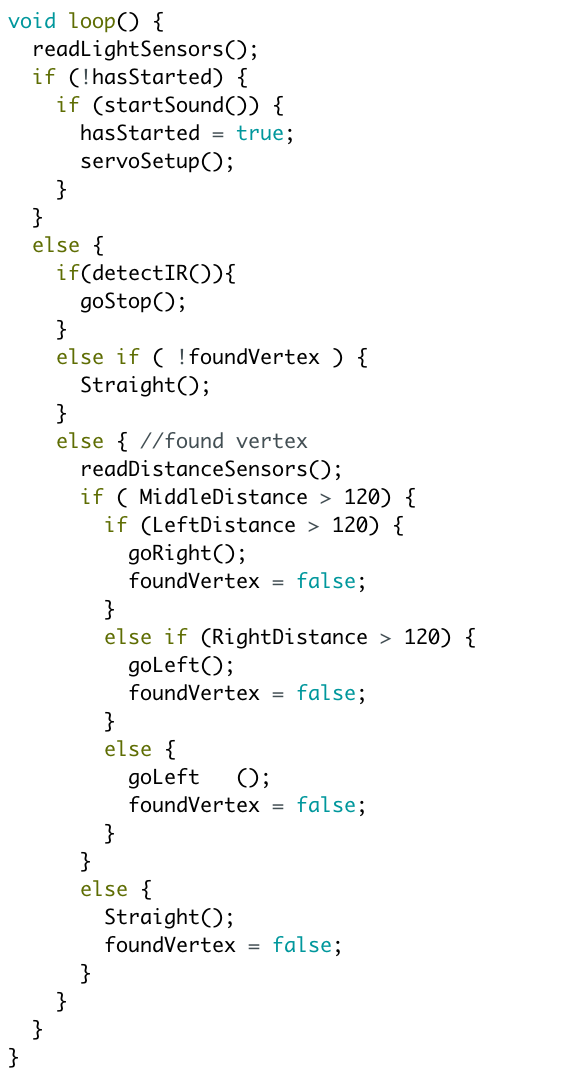 void loop() {
  readLightSensors();
  if (!hasStarted) {
    if (startSound()) {
      hasStarted = true;
      servoSetup();
    }
  }
  else {
    if(detectIR()){
      goStop();
    }
    else if ( !foundVertex ) {
      Straight();
    }
    else { //found vertex
      readDistanceSensors();
      if ( MiddleDistance > 120) {
        if (LeftDistance > 120) {
          goRight();
          foundVertex = false;
        }
        else if (RightDistance > 120) {
          goLeft();
          foundVertex = false;
        }
        else {
          goLeft   ();
          foundVertex = false;
        }
      }
      else {
        Straight();
        foundVertex = false;
      }
    }
  }
}